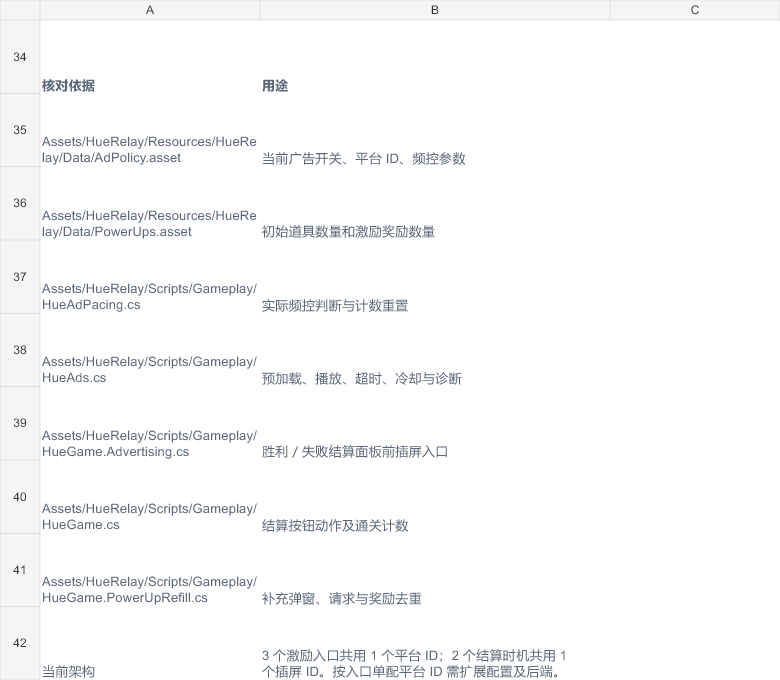 A B C
34
核对依据 用途
35
Assets/HueRelay/Resources/HueRe
lay/Data/AdPolicy.asset 当前广告开关、平台 ID、频控参数
36
Assets/HueRelay/Resources/HueRe
lay/Data/PowerUps.asset 初始道具数量和激励奖励数量
37
Assets/HueRelay/Scripts/Gameplay/
HueAdPacing.cs 实际频控判断与计数重置
38
Assets/HueRelay/Scripts/Gameplay/
HueAds.cs 预加载、播放、超时、冷却与诊断
39
Assets/HueRelay/Scripts/Gameplay/
HueGame.Advertising.cs 胜利 / 失败结算面板前插屏入口
40
Assets/HueRelay/Scripts/Gameplay/
HueGame.cs 结算按钮动作及通关计数
41
Assets/HueRelay/Scripts/Gameplay/
HueGame.PowerUpRefill.cs 补充弹窗、请求与奖励去重
42
3 个激励入口共用 1 个平台 ID；2 个结算时机共用 1
当前架构 个插屏 ID。按入口单配平台 ID 需扩展配置及后端。